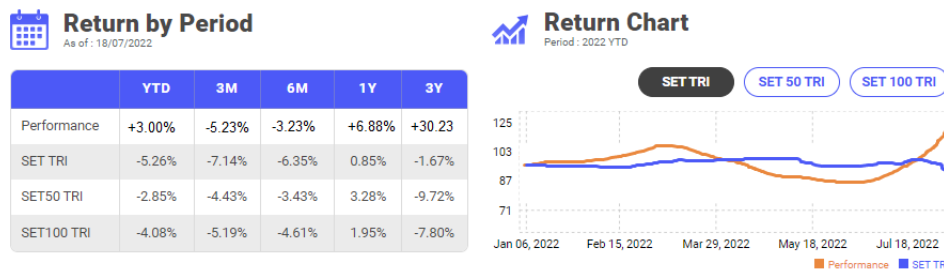 Return by Period
As of : 18/07/2022
YTD 3M 6M 1Y 3Y
Performance +3.00% -5.23% -3.23% +6.88% +30.23
SET TRI -5.26% -7.14% -6.35% 0.85% -1.67%
SET50 TRI -2.85% -4.43% -3.43% 3.28% -9.72%
SET100 TRI -4.08% -5.19% -4.61% 1.95% -7.80%
Return Chart
Period : 2022 YTD
SET TRI SET 50 TRI SET 100 TRI
125
103
87
71
Jan 06, 2022 Feb 15, 2022 Mar 29, 2022 May 18, 2022 Jul 18, 2022
Performance SET TR